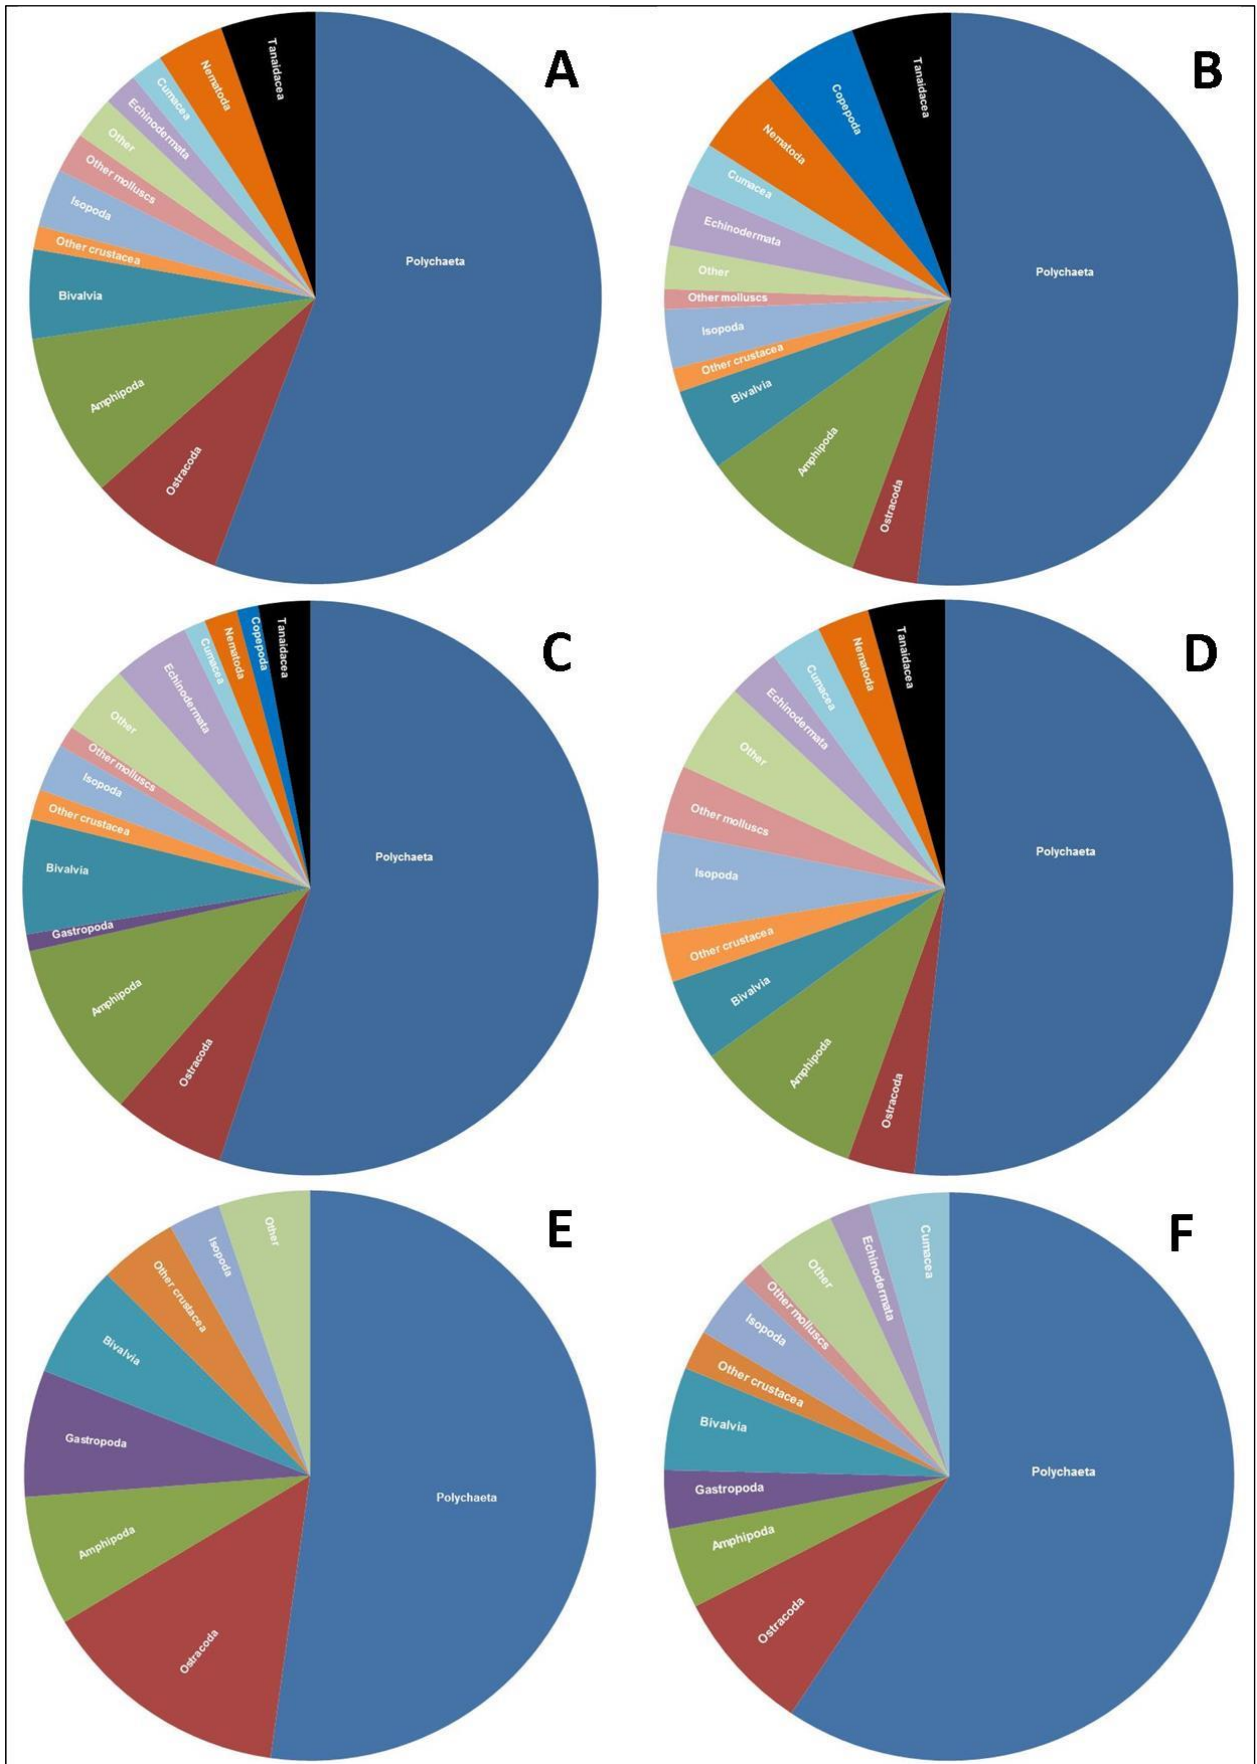 A
Tanaidacea
Nematoda
Cumacea
Echinodermata
Other
Other molluscs
Isopoda
Other crustacea
Bivalvia
Amphipoda
Ostracoda
Polychaeta
B
Tanaidacea
Copepoda
Nematoda
Cumacea
Echinodermata
Other
Other molluscs
Isopoda
Other crustacea
Bivalvia
Amphipoda
Ostracoda
Polychaeta
C
Tanaidacea
Copepoda
Nematoda
Cumacea
Echinodermata
Other
Other molluscs
Isopoda
Other crustacea
Bivalvia
Gastropoda
Amphipoda
Ostracoda
Polychaeta
D
Tanaidacea
Nematoda
Cumacea
Echinodermata
Other
Other molluscs
Isopoda
Other crustacea
Bivalvia
Amphipoda
Ostracoda
Polychaeta
E
Other
Isopoda
Other crustacea
Bivalvia
Gastropoda
Amphipoda
Ostracoda
Polychaeta
F
Cumacea
Echinodermata
Other
Other molluscs
Isopoda
Other crustacea
Bivalvia
Gastropoda
Amphipoda
Ostracoda
Polychaeta